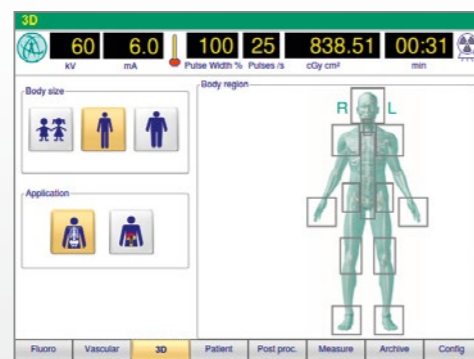 3D
60 6.0 100 25 838.51 00:31
kV mA Pulse Width % Pulses /s cGy cm² min
Body size
Body region
R L
Application
Fluoro Vascular 3D Patient Post proc. Measure Archive Config